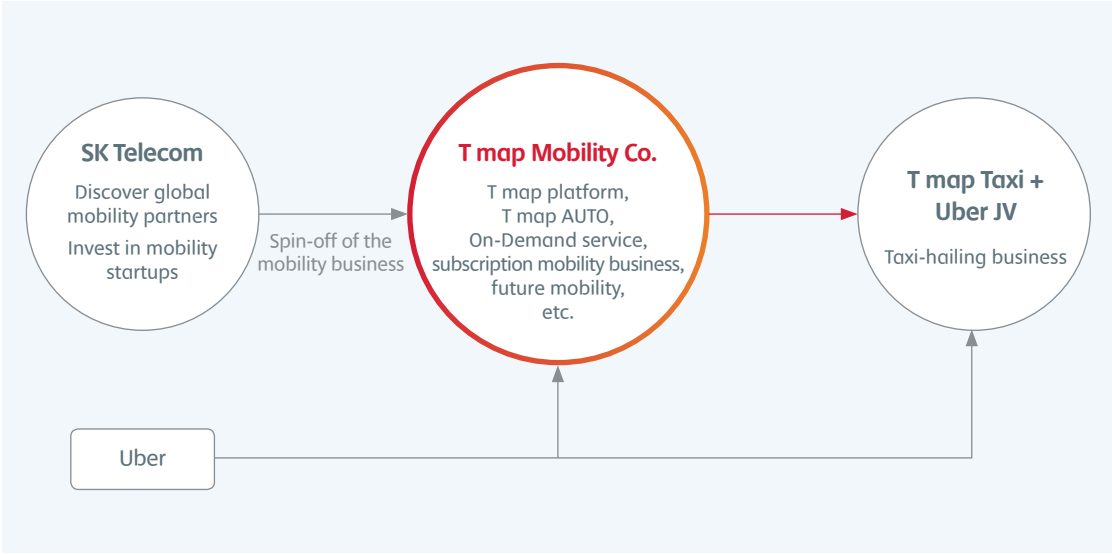 SK Telecom
Discover global
mobility partners
Invest in mobility
startups
Spin-off of the
mobility business
T map Mobility Co.
T map platform,
T map AUTO,
On-Demand service,
subscription mobility business,
future mobility,
etc.
T map Taxi +
Uber JV
Taxi-hailing business
Uber